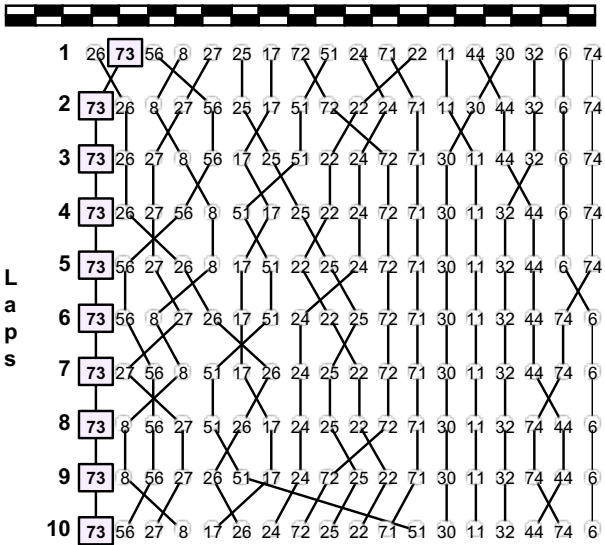 1 26 73 56 8 27 25 17 72 51 24 71 22 11 44 30 32 6 74
2 73 26 8 27 56 25 17 51 72 22 24 71 11 30 44 32 6 74
3 73 26 27 8 56 17 25 51 22 24 72 71 30 11 44 32 6 74
4 73 26 27 56 8 51 17 25 22 24 72 71 30 11 32 44 6 74
5 73 56 27 26 8 17 51 22 25 24 72 71 30 11 32 44 6 74
6 73 56 8 27 26 17 51 24 22 25 72 71 30 11 32 44 74 6
7 73 27 56 8 51 17 26 24 25 22 72 71 30 11 32 44 74 6
8 73 8 56 27 51 26 17 24 25 22 72 71 30 11 32 74 44 6
9 73 8 56 27 26 51 17 24 72 25 22 71 30 11 32 74 44 6
10 73 56 27 8 17 26 24 72 25 22 71 51 30 11 32 44 74 6
Laps